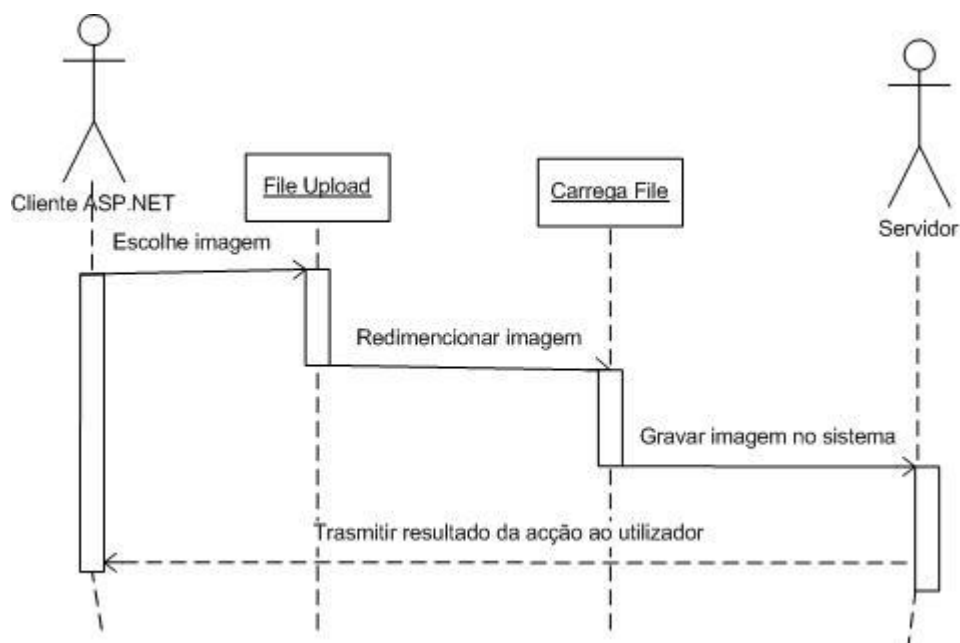 File Upload
Carrega File
Cliente ASP.NET
Servidor
Escolhe imagem
Redimencionar imagem
Gravar imagem no sistema
Trasmitir resultado da acção ao utilizador